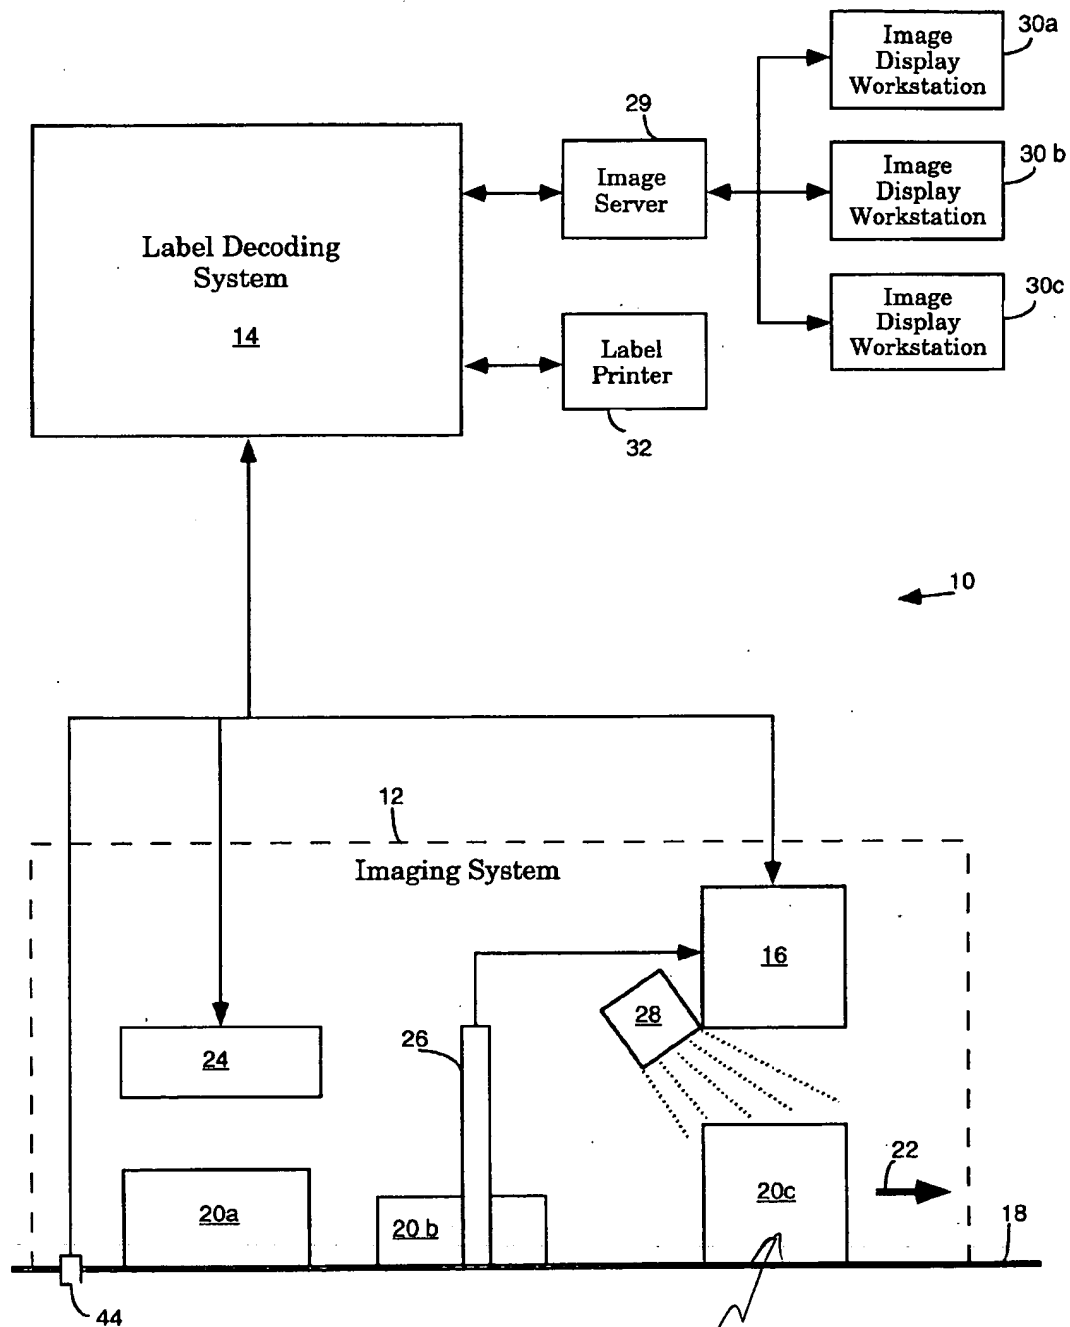 Image
Display
Workstation
30a
29
Image
Server
Image
Display
Workstation
30 b
Label Decoding
System
14
Image
Display
Workstation
30c
Label
Printer
32
10
12
Imaging System
16
28
26
24
22
20a
20 b
20c
18
44